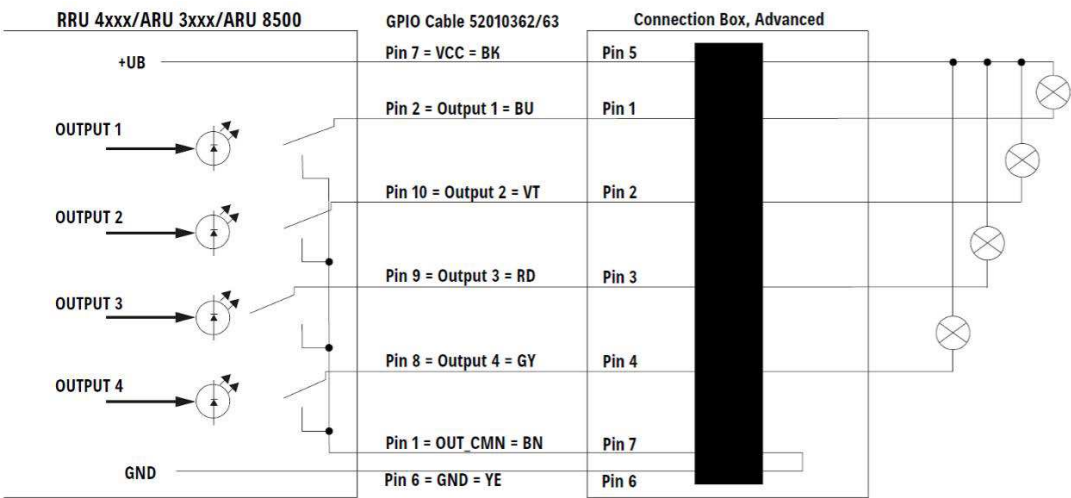 RRU 4xxx/ARU 3xxx/ARU 8500
GPIO Cable 52010362/63
Connection Box, Advanced
+UB
Pin 7 = VCC = BK
Pin 5
OUTPUT 1
Pin 2 = Output 1 = BU
Pin 1
OUTPUT 2
Pin 10 = Output 2 = VT
Pin 2
OUTPUT 3
Pin 9 = Output 3 = RD
Pin 3
OUTPUT 4
Pin 8 = Output 4 = GY
Pin 4
Pin 1 = OUT_CMN = BN
Pin 7
GND
Pin 6 = GND = YE
Pin 6